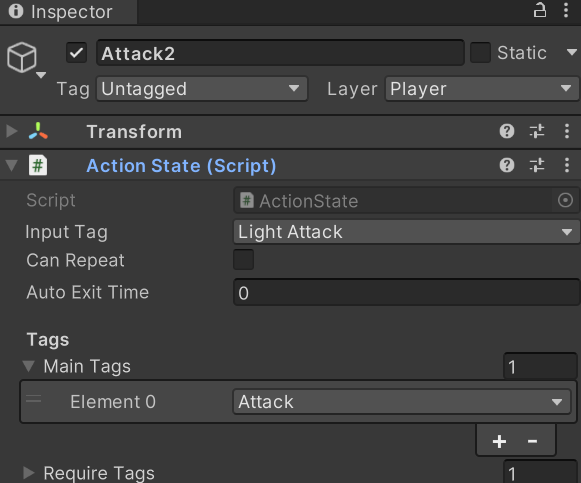 Inspector
Attack2 Static
Tag Untagged Layer Player
Transform
# Action State (Script)
Script # ActionState
Input Tag Light Attack
Can Repeat
Auto Exit Time 0
Tags
Main Tags 1
Element 0 Attack
+ -
Require Tags 1